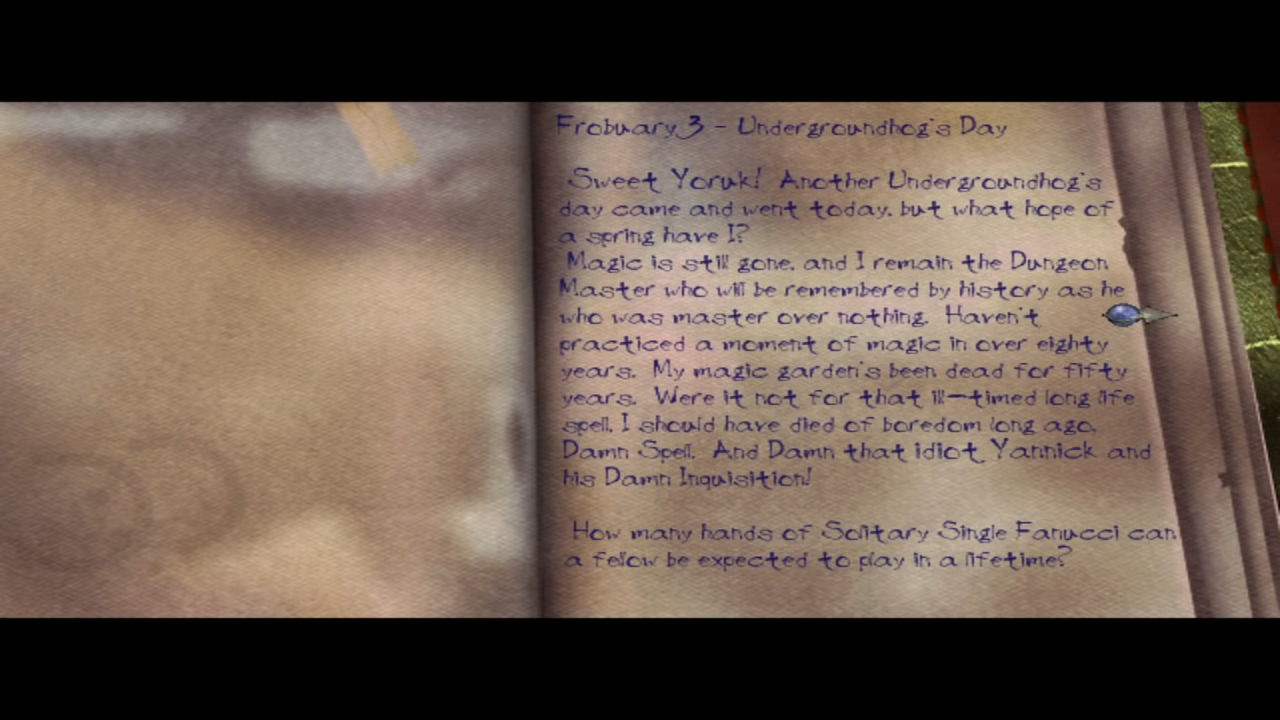 Frobuary 3 - Undergroundhog's Day
Sweet Yoruk! Another Undergroundhog's
day came and went today, but what hope of
a spring have I?
Magic is still gone, and I remain the Dungeon
Master who will be remembered by history as he
who was master over nothing. Haven't
practiced a moment of magic in over eighty
years. My magic garden's been dead for fifty
years. Were it not for that ill-timed long life
spell, I should have died of boredom long ago.
Damn Spell. And Damn that idiot Yannick and
his Damn Inquisition!
How many hands of Solitary Single Fanucci can
a fellow be expected to play in a lifetime?